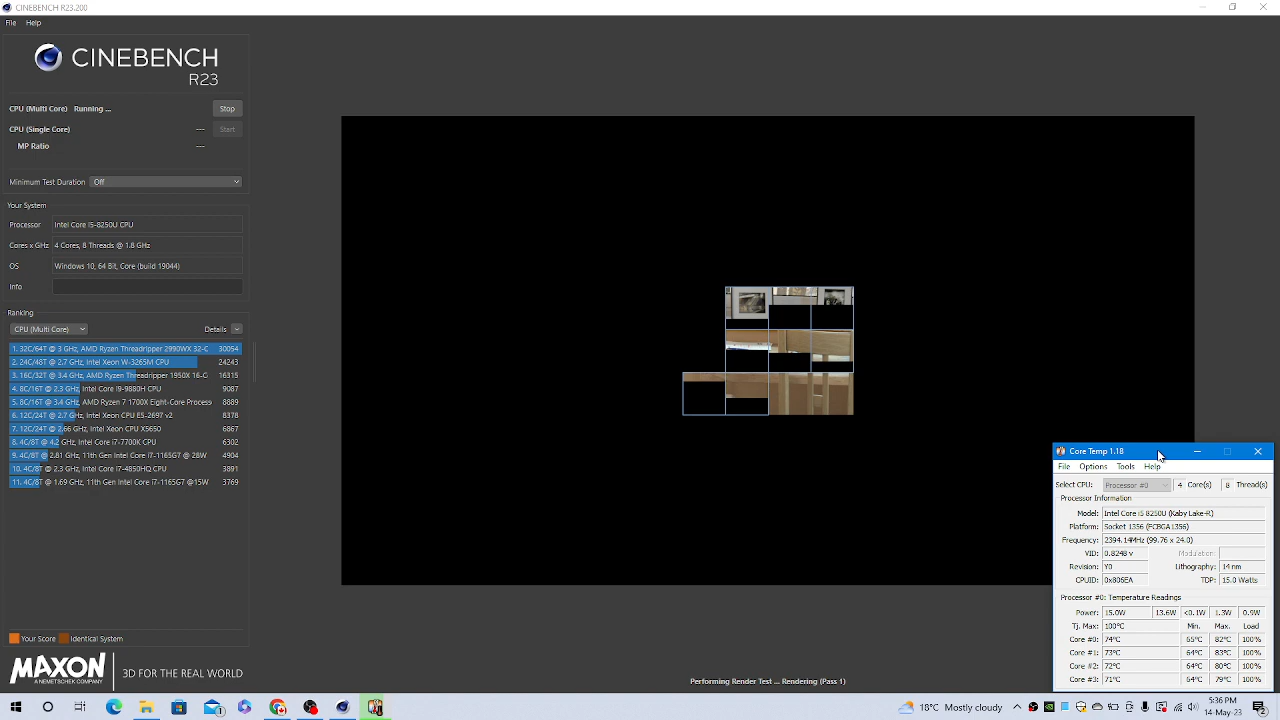 CINEBENCH R23.200
File Help
CINEBENCH
R23
CPU (Multi Core) Running ... Stop
CPU (Single Core) --- Start
MP Ratio ---
Minimum Test Duration Off
Your System
Processor Intel Core i5-8250U CPU
Cores x GHz 4 Cores, 8 Threads @ 1.8 GHz
OS Windows 10, 64 Bit, Core (build 19044)
Info
Ranking
CPU (Multi Core) Details
1. 32C/64T @ 3 GHz, AMD Ryzen Threadripper 2990WX 32-C 30054
2. 24C/48T @ 2.7 GHz, Intel Xeon W-3265M CPU 24243
3. 16C/32T @ 3.4 GHz, AMD Ryzen Threadripper 1950X 16-C 16315
4. 8C/16T @ 2.3 GHz, Intel Core i9-9880H CPU 9087
5. 8C/16T @ 3.4 GHz, AMD Ryzen 7 1700X Eight-Core Process 8889
6. 12C/24T @ 2.7 GHz, Intel Xeon CPU E5-2697 v2 8378
7. 12C/24T @ 2.66 GHz, Intel Xeon CPU X5650 6867
8. 4C/8T @ 4.2 GHz, Intel Core i7-7700K CPU 6302
9. 4C/8T @ 2.81 GHz, 11th Gen Intel Core i7-1165G7 @ 28W 4904
10. 4C/8T @ 2.3 GHz, Intel Core i7-4850HQ CPU 3891
11. 4C/8T @ 1.69 GHz, 11th Gen Intel Core i7-1165G7 @15W 3769
Your Score Identical System
MAXON
A NEMETSCHEK COMPANY
3D FOR THE REAL WORLD
Performing Render Test ... Rendering (Pass 1)
Core Temp 1.18
File Options Tools Help
Select CPU: Processor #0 4 Core(s) 8 Thread(s)
Processor Information
Model: Intel Core i5 8250U (Kaby Lake-R)
Platform: Socket 1356 (FCBGA1356)
Frequency: 2394.14MHz (99.76 x 24.0)
VID: 0.8248 v Modulation:
Revision: Y0 Lithography: 14 nm
CPUID: 0x806EA TDP: 15.0 Watts
Processor #0: Temperature Readings
Power: 15.0W 13.6W <0.1W 1.3W 0.9W
Tj. Max: 100°C Min. Max. Load
Core #0: 74°C 65°C 82°C 100%
Core #1: 73°C 64°C 83°C 100%
Core #2: 72°C 64°C 80°C 100%
Core #3: 71°C 64°C 79°C 100%
18°C Mostly cloudy
5:36 PM
14-May-23
2